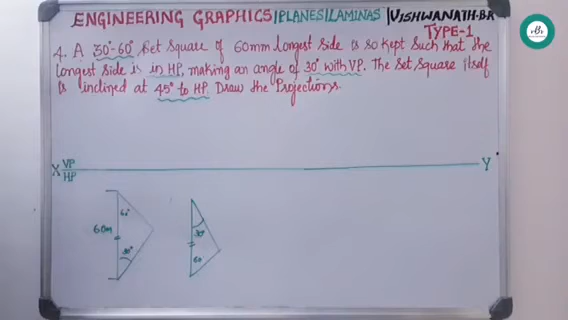 ENGINEERING GRAPHICS|PLANES|LAMINAS |VISHWANATH.BR
TYPE-1
4. A 30°-60° Set Square of 60mm longest side is so kept such that the
longest side is in HP, making an angle of 30° with VP. The Set Square itself
is inclined at 45° to HP. Draw the Projections.
X VP
HP
Y
60
60m
30°
30°
60